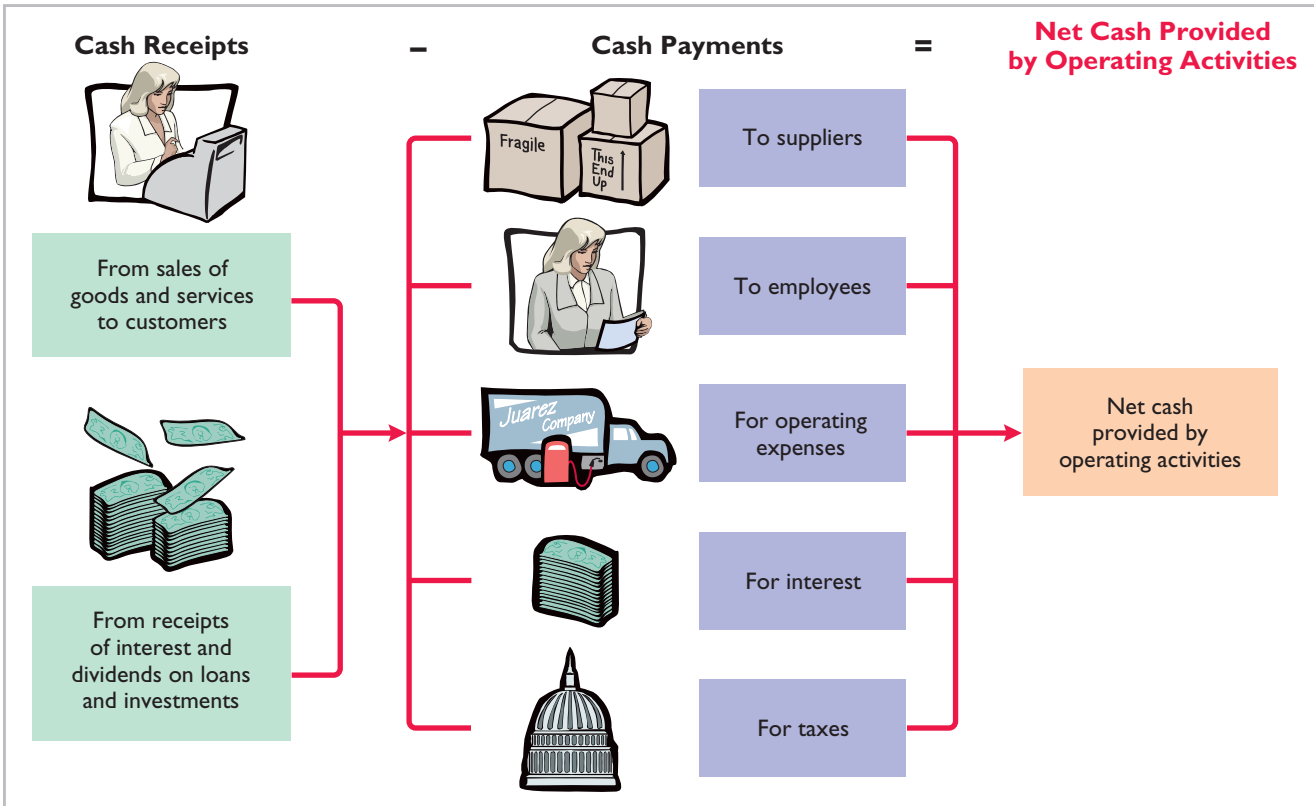 Cash Receipts
–
Cash Payments
=
Net Cash Provided
by Operating Activities
From sales of
goods and services
to customers
From receipts
of interest and
dividends on loans
and investments
Fragile
This
End
Up
To suppliers
To employees
Juarez
Company
For operating
expenses
For interest
For taxes
Net cash
provided by
operating activities